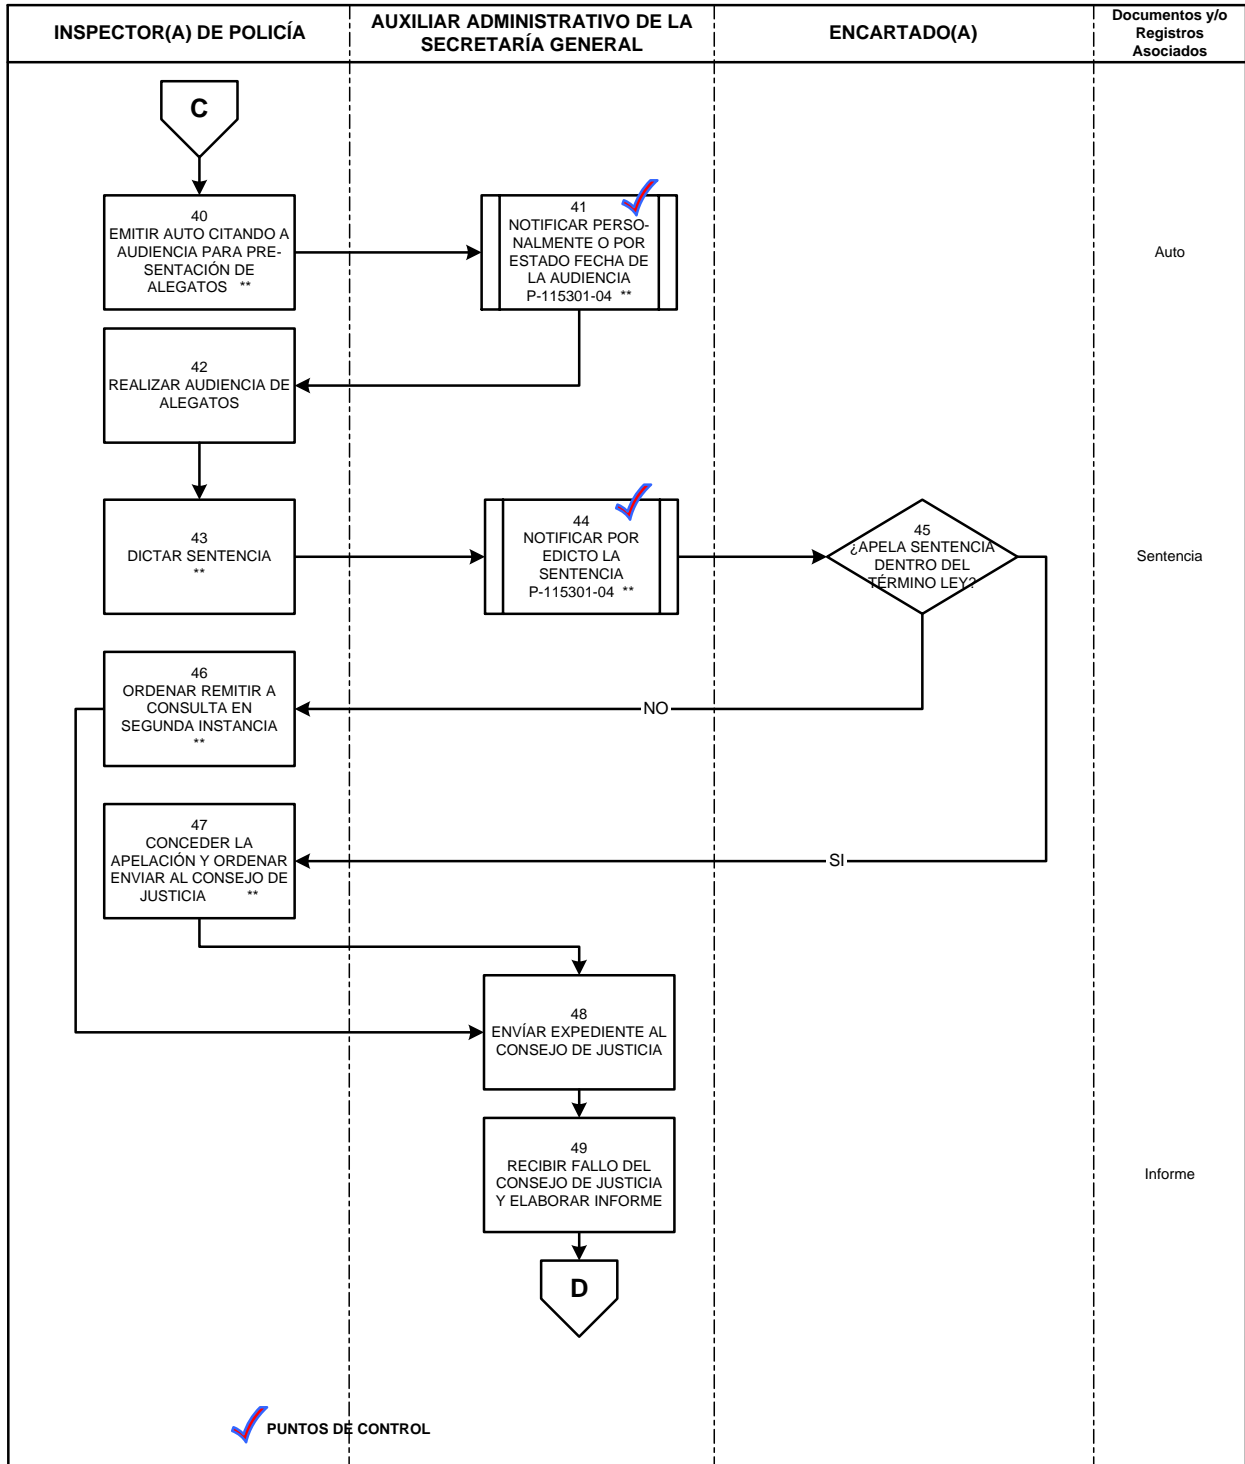 INSPECTOR(A) DE POLICÍA
AUXILIAR ADMINISTRATIVO DE LA
SECRETARÍA GENERAL
ENCARTADO(A)
Documentos y/o
Registros
Asociados
C
40
EMITIR AUTO CITANDO A
AUDIENCIA PARA PRE-
SENTACIÓN DE
ALEGATOS **
41
NOTIFICAR PERSO-
NALMENTE O POR
ESTADO FECHA DE
LA AUDIENCIA
P-115301-04 **
Auto
42
REALIZAR AUDIENCIA DE
ALEGATOS
43
DICTAR SENTENCIA
**
44
NOTIFICAR POR
EDICTO LA
SENTENCIA
P-115301-04 **
45
¿APELA SENTENCIA
DENTRO DEL
TÉRMINO LEY?
Sentencia
46
ORDENAR REMITIR A
CONSULTA EN
SEGUNDA INSTANCIA
**
NO
47
CONCEDER LA
APELACIÓN Y ORDENAR
ENVIAR AL CONSEJO DE
JUSTICIA **
SI
48
ENVÍAR EXPEDIENTE AL
CONSEJO DE JUSTICIA
49
RECIBIR FALLO DEL
CONSEJO DE JUSTICIA
Y ELABORAR INFORME
Informe
D
PUNTOS DE CONTROL